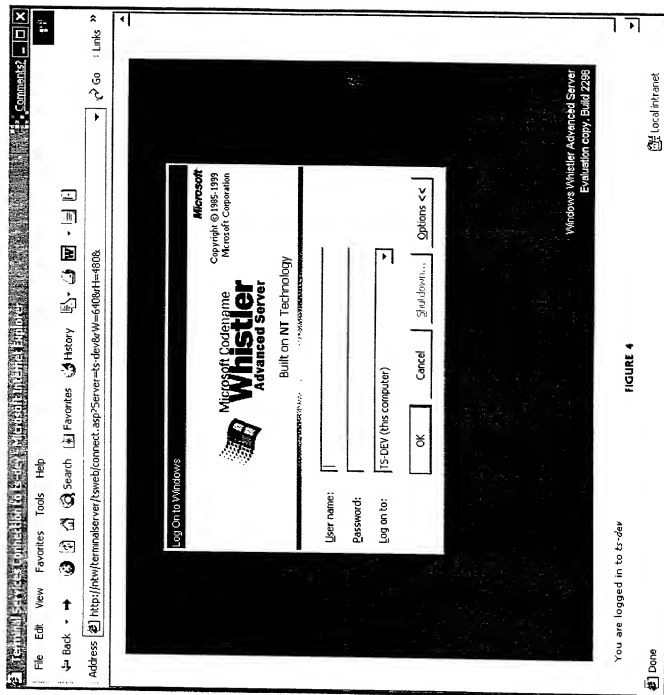 Terminal Services Connection to ts-dev - Microsoft Internet Explorer
Comments?
File Edit View Favorites Tools Help
Back Search Favorites History
Address http://ntw/terminalserver/tsweb/connect.asp?Server=ts-dev&rW=640&rH=480& Go Links »
Log On to Windows
Microsoft
Copyright © 1985-1999
Microsoft Corporation
Microsoft Codename
Whistler
Advanced Server
Built on NT Technology
User name:
Password:
Log on to: TS-DEV (this computer)
OK Cancel Shutdown... Options <<
Windows Whistler Advanced Server
Evaluation copy. Build 2298
You are logged in to ts-dev
FIGURE 4
Done Local intranet